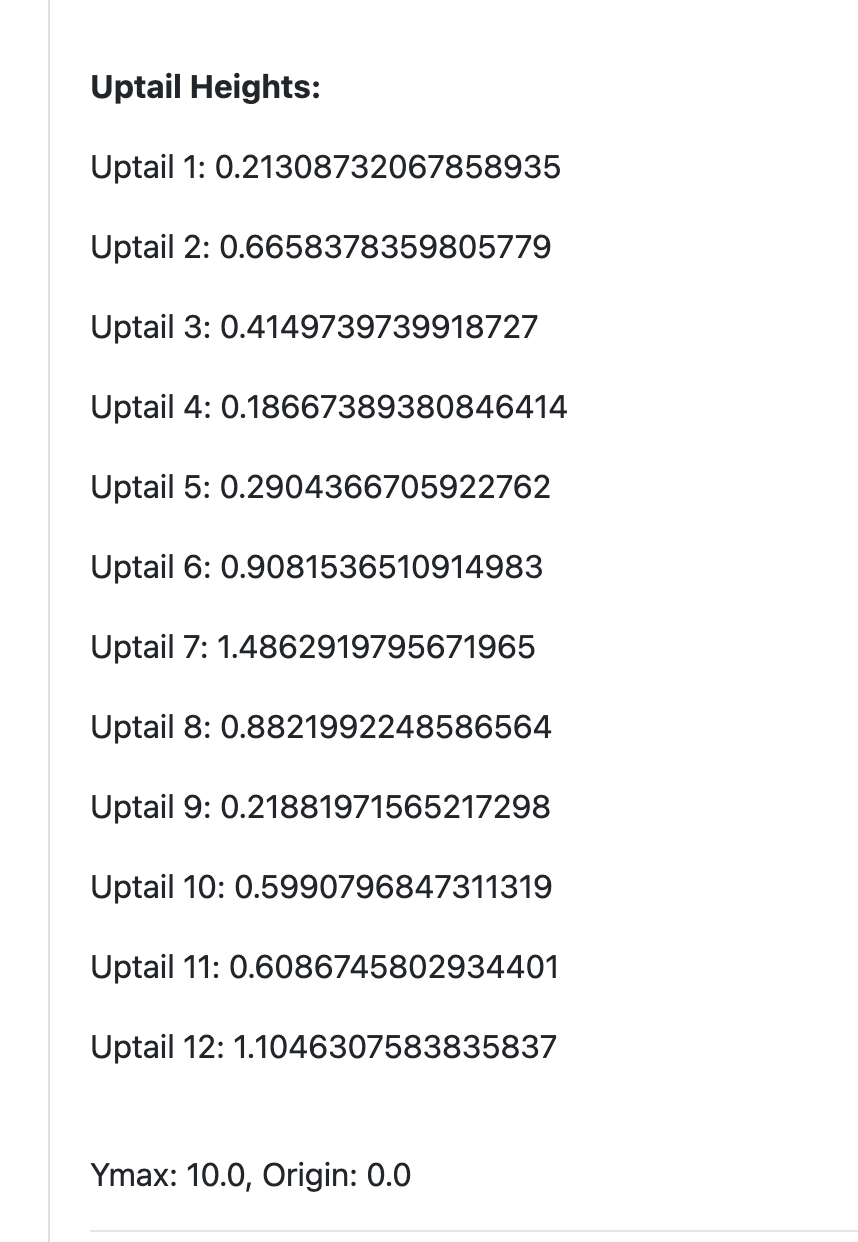 Uptail Heights:
Uptail 1: 0.21308732067858935
Uptail 2: 0.6658378359805779
Uptail 3: 0.4149739739918727
Uptail 4: 0.18667389380846414
Uptail 5: 0.2904366705922762
Uptail 6: 0.9081536510914983
Uptail 7: 1.4862919795671965
Uptail 8: 0.8821992248586564
Uptail 9: 0.21881971565217298
Uptail 10: 0.5990796847311319
Uptail 11: 0.6086745802934401
Uptail 12: 1.1046307583835837
Ymax: 10.0, Origin: 0.0